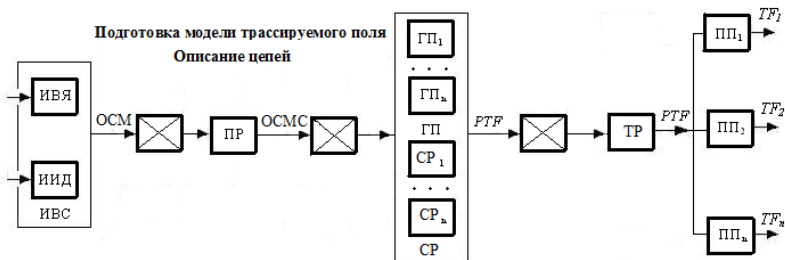 Подготовка модели трассируемого поля
Описание цепей
ИВЯ
ИИД
ИВС
ОСМ
ПР
ОСМС
ГП1
. . .
ГПn
ГП
СР1
. . .
СРn
СР
PTF
ТР
PTF
ПП1
TF1
ПП2
TF2
ППn
TFn